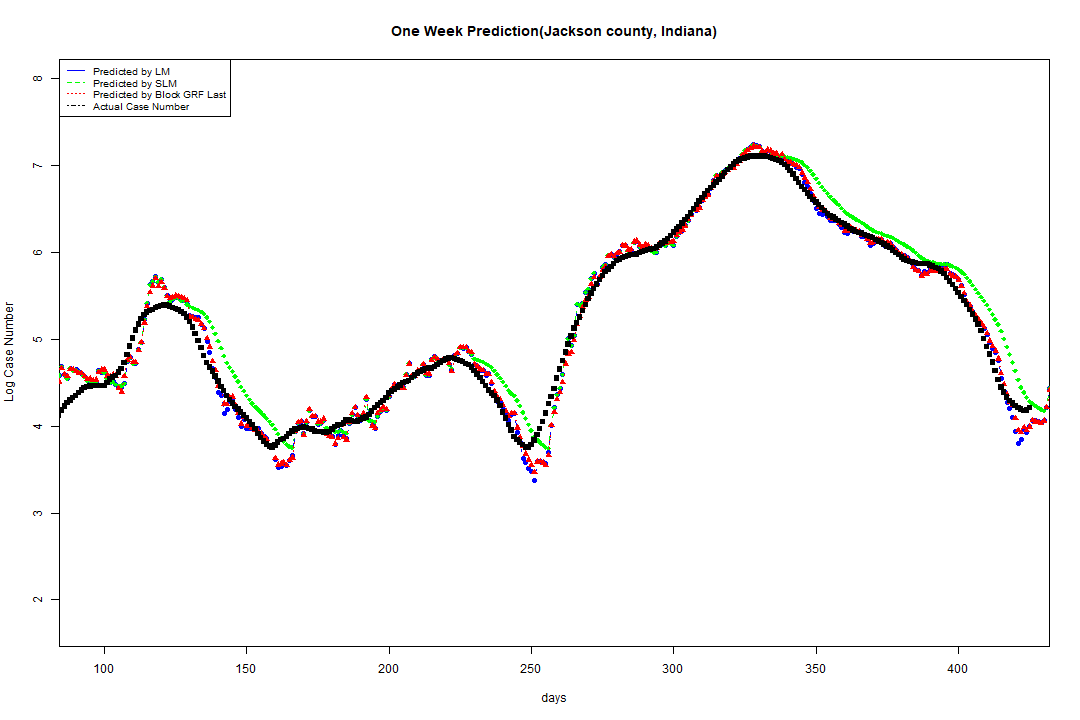 One Week Prediction(Jackson county, Indiana)
Predicted by LM
Predicted by SLM
Predicted by Block GRF Last
Actual Case Number
8
7
6
5
4
3
2
Log Case Number
100 150 200 250 300 350 400
days